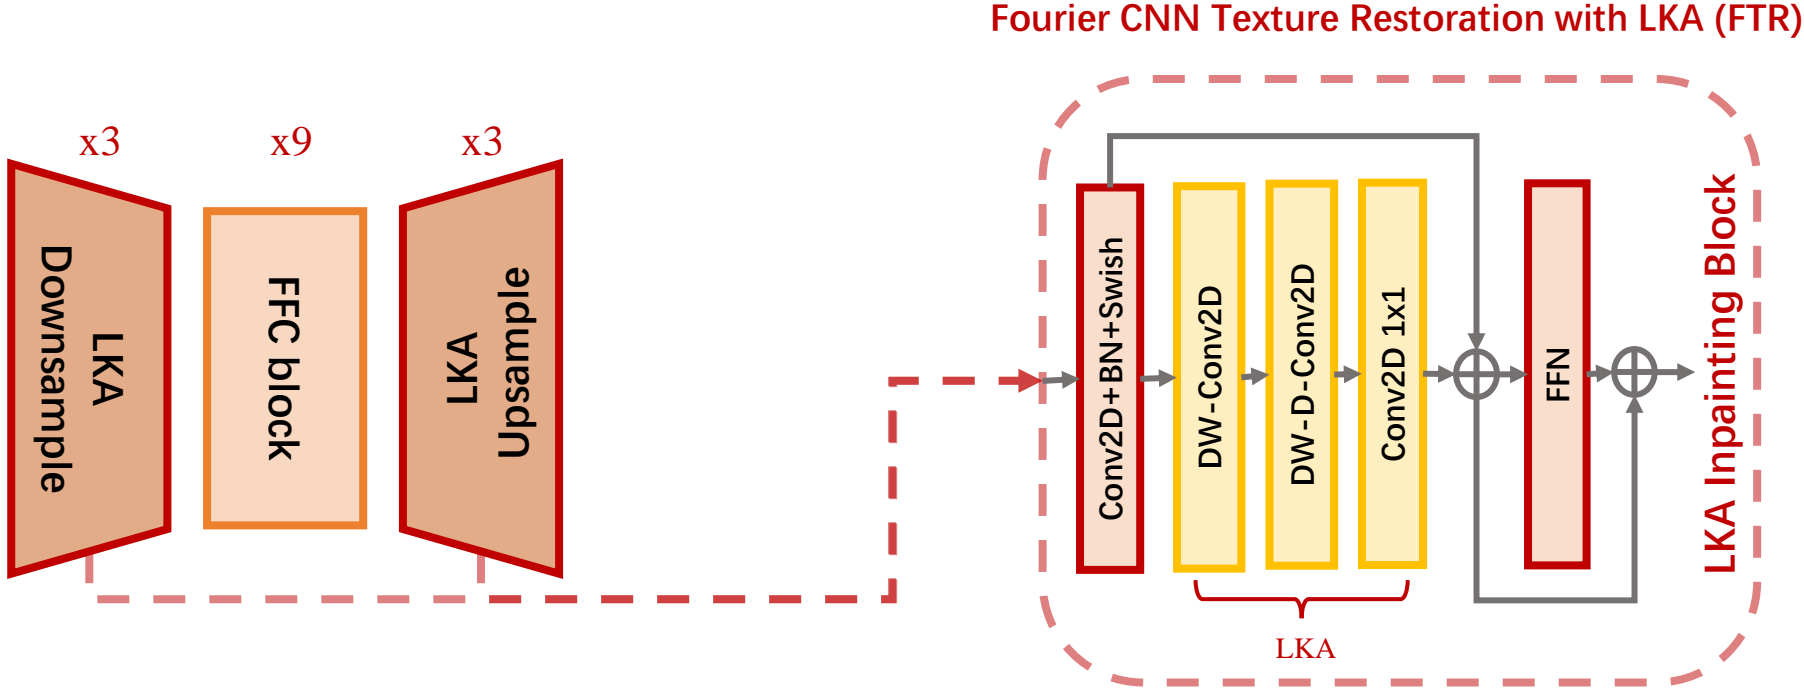 Fourier CNN Texture Restoration with LKA (FTR)
x3
x9
x3
LKA
Downsample
FFC block
LKA
Upsample
Conv2D+BN+Swish
DW-Conv2D
DW-D-Conv2D
Conv2D 1x1
FFN
LKA Inpainting Block
LKA